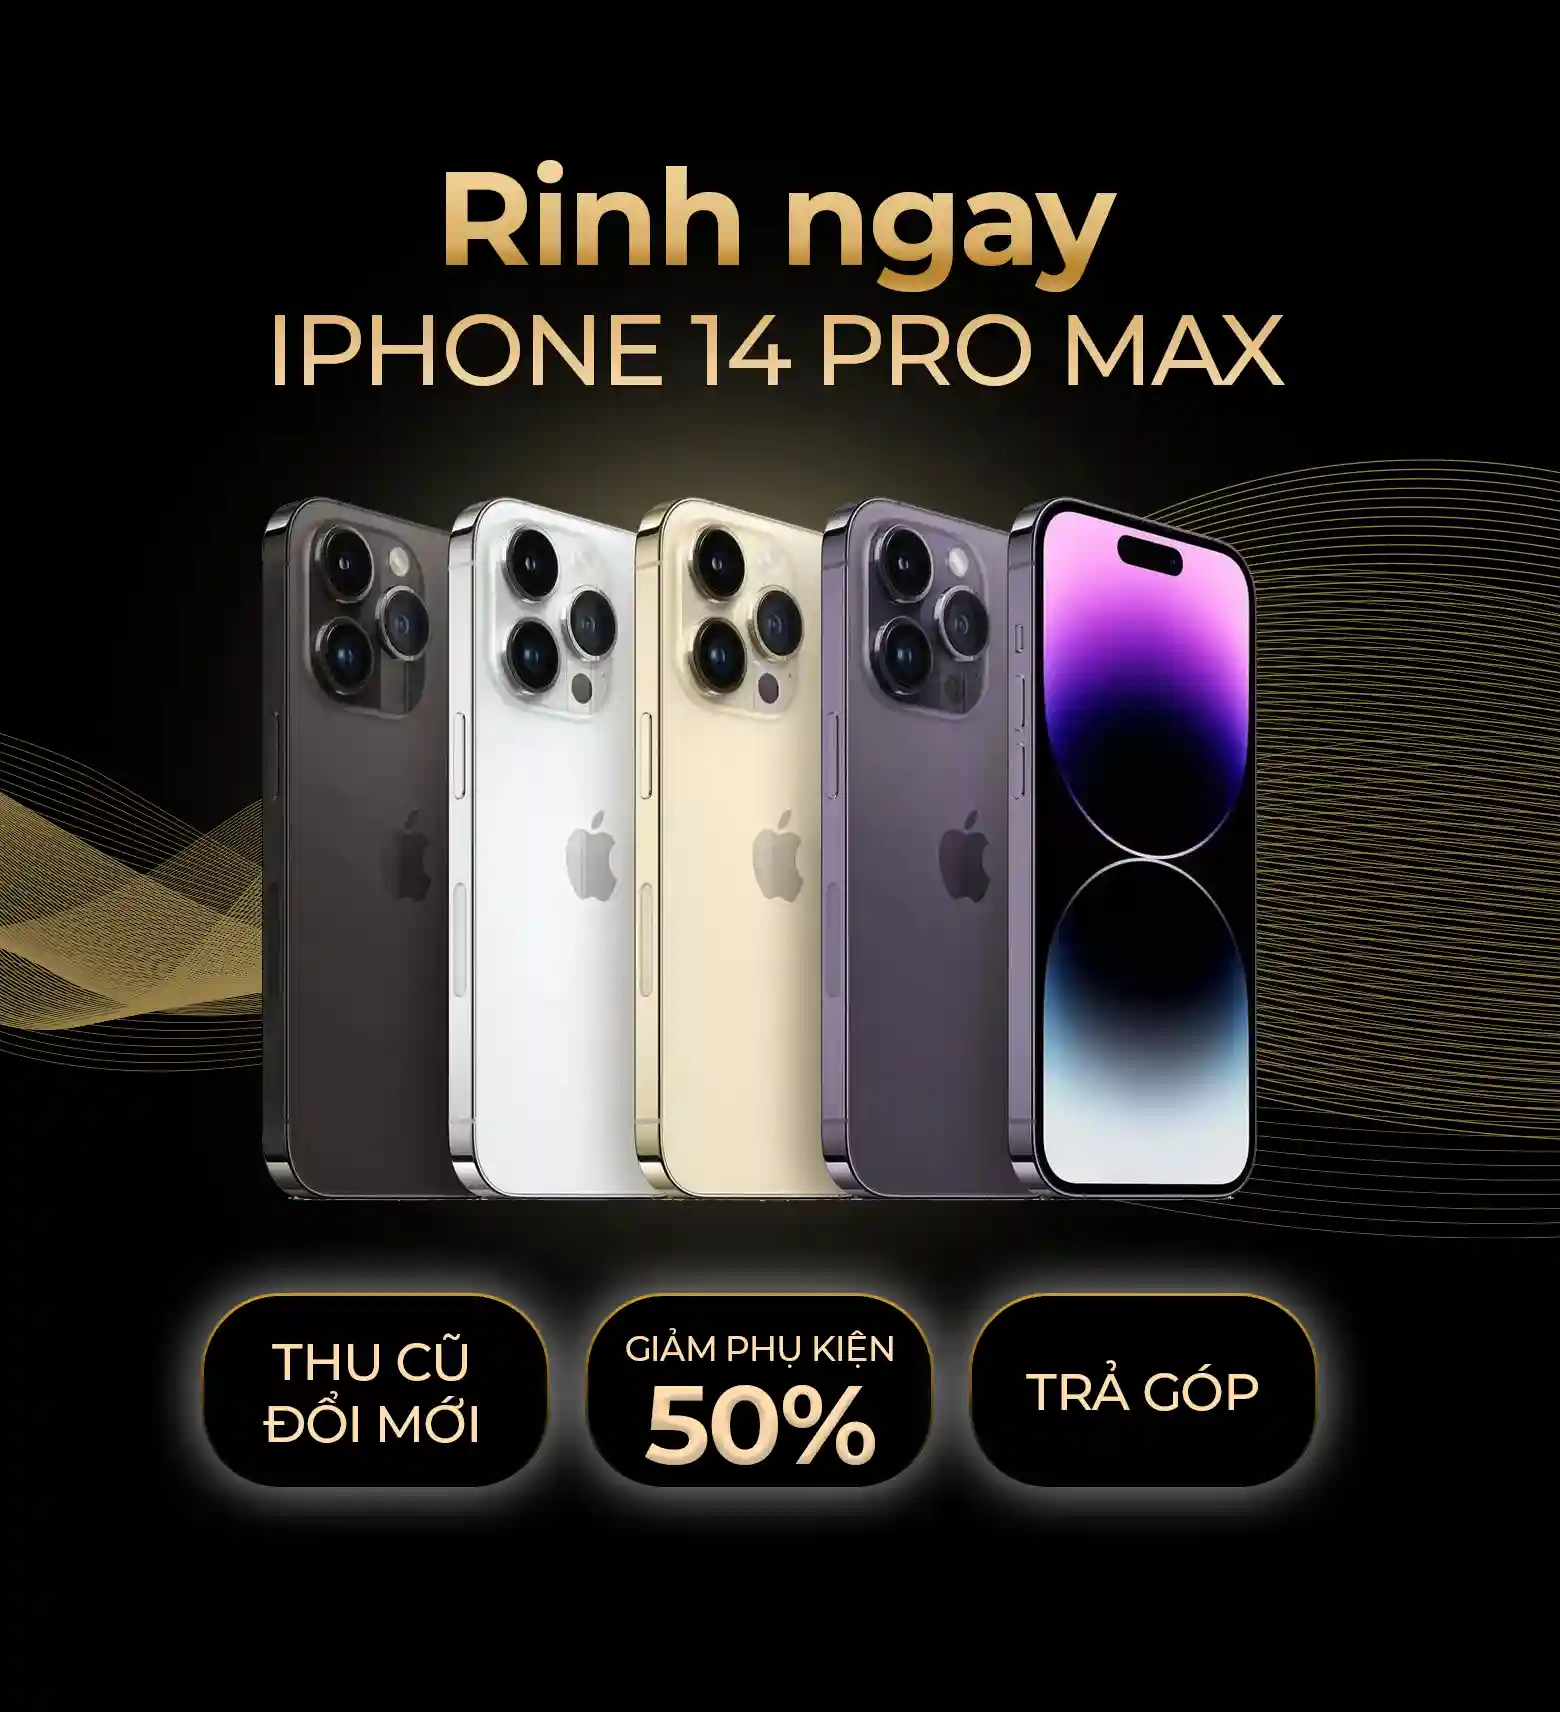 Rinh ngay
IPHONE 14 PRO MAX
THU CŨ
ĐỔI MỚI
GIẢM PHỤ KIỆN
50%
TRẢ GÓP